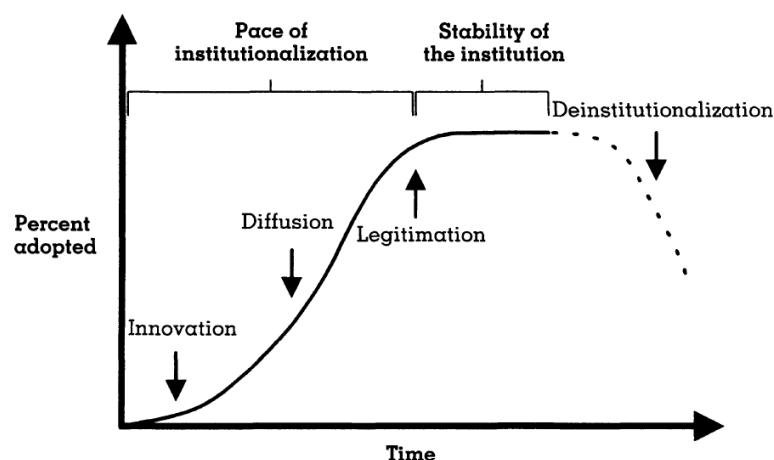 Pace of
institutionalization
Stability of
the institution
Deinstitutionalization
Percent
adopted
Diffusion
Legitimation
Innovation
Time